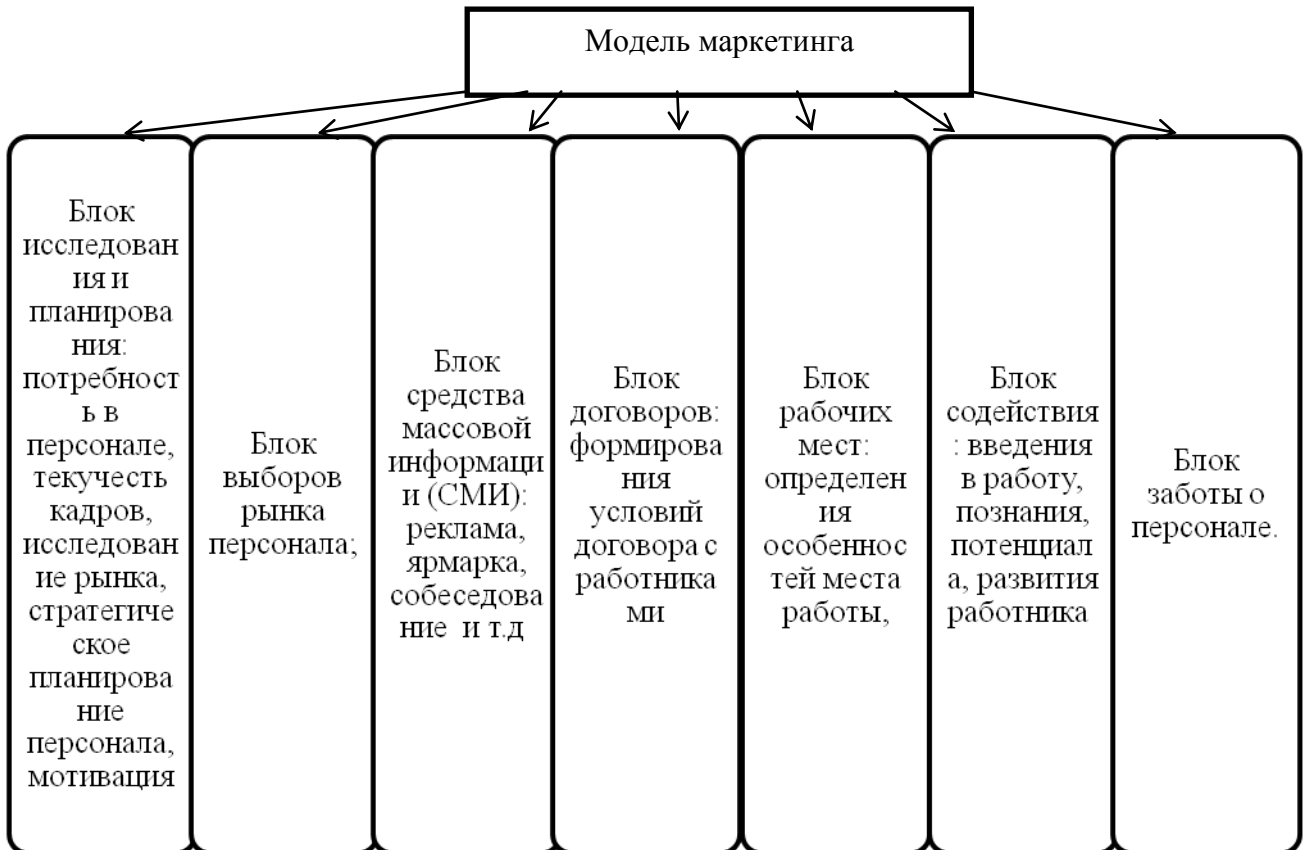 Модель маркетинга
Блок
исследован
ия и
планирова
ния:
потребност
ь в
персонале,
текучесть
кадров,
исследован
ие рынка,
стратегиче
ское
планирова
ние
персонала,
мотивация
Блок
выборов
рынка
персонала;
Блок
средства
массовой
информаци
и (СМИ):
реклама,
ярмарка,
собеседова
ние и т.д
Блок
договоров:
формирова
ния
условий
договора с
работника
ми
Блок
рабочих
мест:
определен
ия
особеннос
тей места
работы,
Блок
содействия
: введения
в работу,
познания,
потенциал
а, развития
работника
Блок
заботы о
персонале.